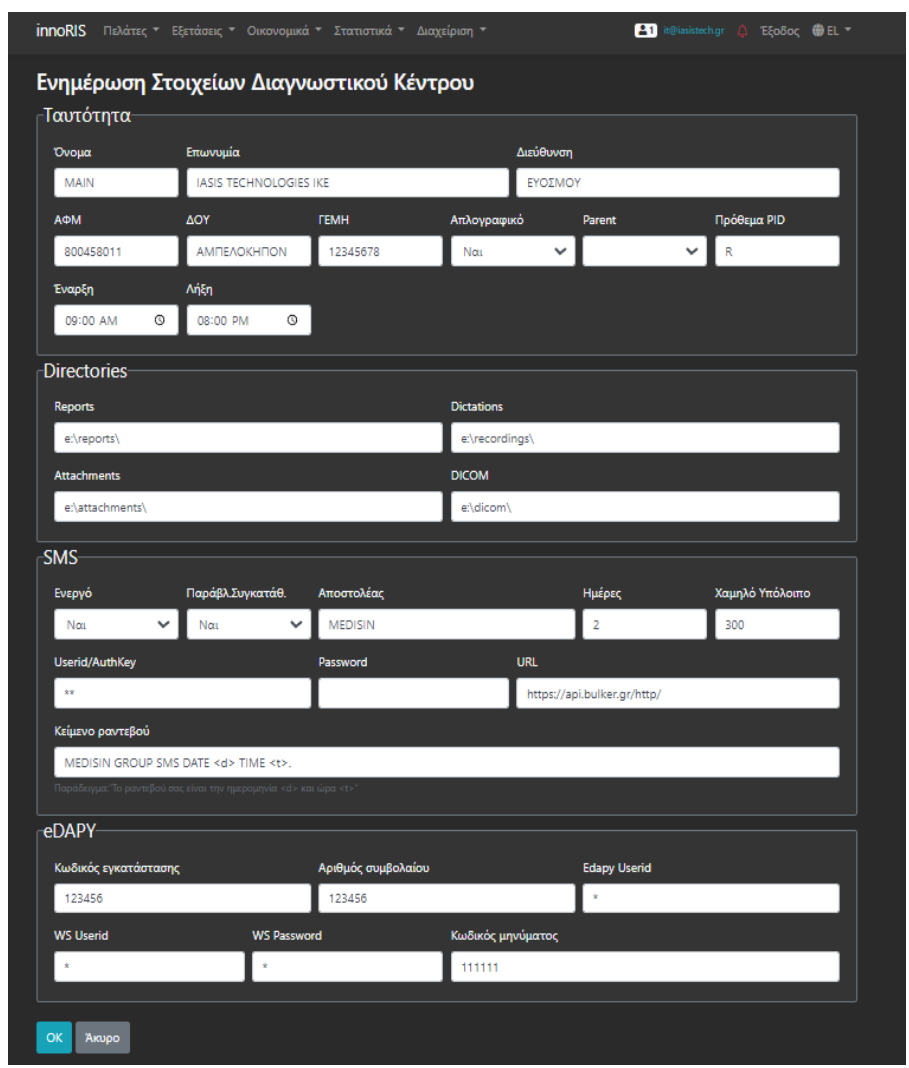 innoRIS Πελάτες Εξετάσεις Οικονομικά Στατιστικά Διαχείριση 1 it@iasistech.gr Έξοδος EL
Ενημέρωση Στοιχείων Διαγνωστικού Κέντρου
Ταυτότητα
Όνομα Επωνυμία Διεύθυνση
MAIN IASIS TECHNOLOGIES IKE ΕΥΟΣΜΟΥ
ΑΦΜ ΔΟΥ ΓΕΜΗ Απλογραφικό Parent Πρόθεμα PID
800458011 ΑΜΠΕΛΟΚΗΠΟΝ 12345678 Ναι R
Έναρξη Λήξη
09:00 AM 08:00 PM
Directories
Reports Dictations
e:\reports\ e:\recordings\
Attachments DICOM
e:\attachments\ e:\dicom\
SMS
Ενεργό Παράβλ.Συγκατάθ. Αποστολέας Ημέρες Χαμηλό Υπόλοιπο
Ναι Ναι MEDISIN 2 300
Userid/AuthKey Password URL
** https://api.bulker.gr/http/
Κείμενο ραντεβού
MEDISIN GROUP SMS DATE <d> TIME <t>.
Παράδειγμα:"Το ραντεβού σας είναι την ημερομηνία <d> και ώρα <t>"
eDAPY
Κωδικός εγκατάστασης Αριθμός συμβολαίου Edapy Userid
123456 123456 *
WS Userid WS Password Κωδικός μηνύματος
* * 111111
OK Άκυρο